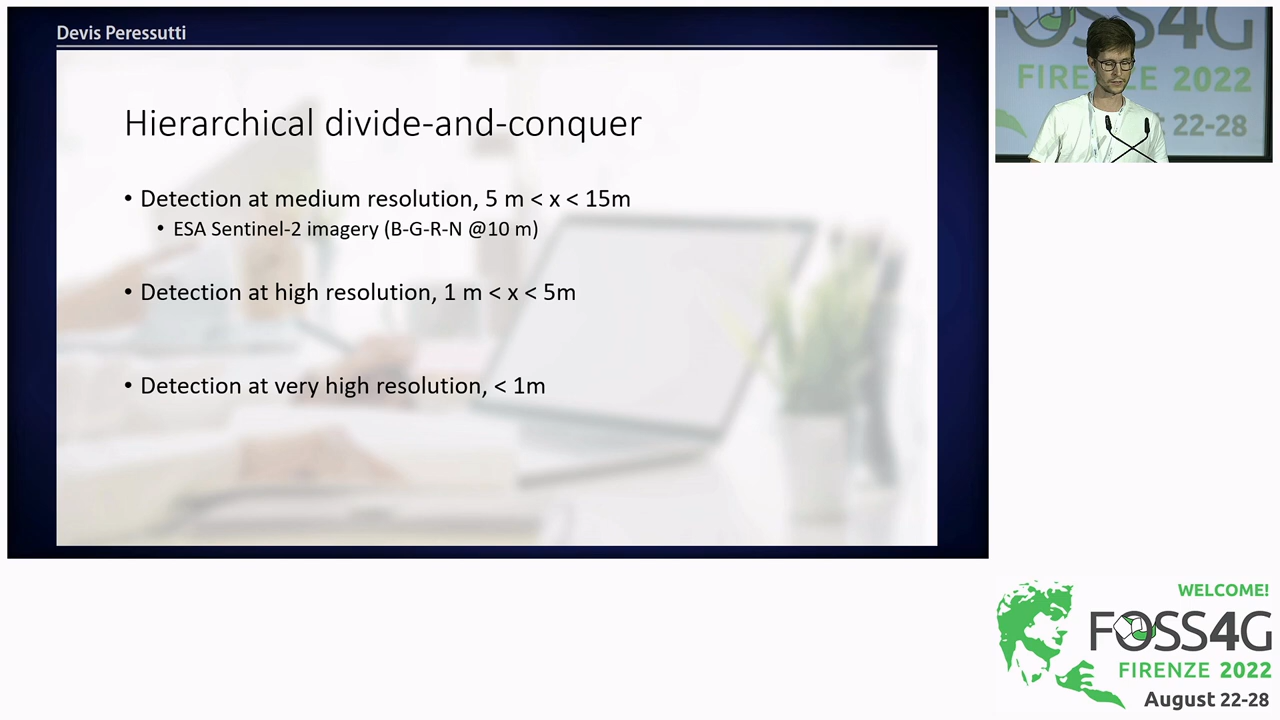 Devis Peressutti
Hierarchical divide-and-conquer
• Detection at medium resolution, 5 m < x < 15m
• ESA Sentinel-2 imagery (B-G-R-N @10 m)
• Detection at high resolution, 1 m < x < 5m
• Detection at very high resolution, < 1m
FOSS4G
FIRENZE 2022
22-28
WELCOME!
FOSS4G
FIRENZE 2022
August 22-28